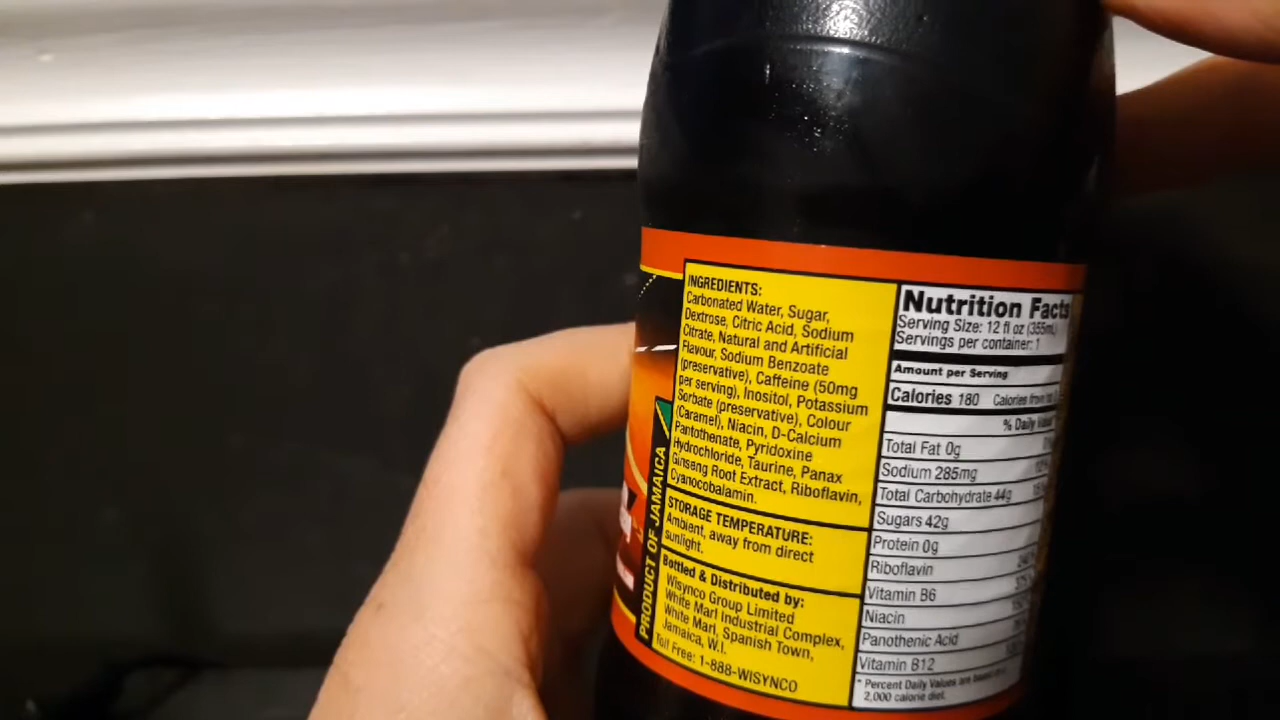 INGREDIENTS:
Carbonated Water, Sugar,
Dextrose, Citric Acid, Sodium
Citrate, Natural and Artificial
Flavour, Sodium Benzoate
(preservative), Caffeine (50mg
per serving), Inositol, Potassium
Sorbate (preservative), Colour
(Caramel), Niacin, D-Calcium
Pantothenate, Pyridoxine
Hydrochloride, Taurine, Panax
Ginseng Root Extract, Riboflavin,
Cyanocobalamin.
STORAGE TEMPERATURE:
Ambient, away from direct
sunlight.
Bottled & Distributed by:
Wisynco Group Limited
White Marl Industrial Complex,
White Marl, Spanish Town,
Jamaica, W.I.
Toll Free: 1-888-WISYNCO
PRODUCT OF JAMAICA
Nutrition Facts
Serving Size: 12 fl oz (355mL
Servings per container: 1
Amount per Serving
Calories 180 Calories from
% Daily Value*
Total Fat 0g
Sodium 285mg
Total Carbohydrate 44g
Sugars 42g
Protein 0g
Riboflavin
Vitamin B6
Niacin
Panothenic Acid
Vitamin B12
* Percent Daily Values are based
2,000 calorie diet.